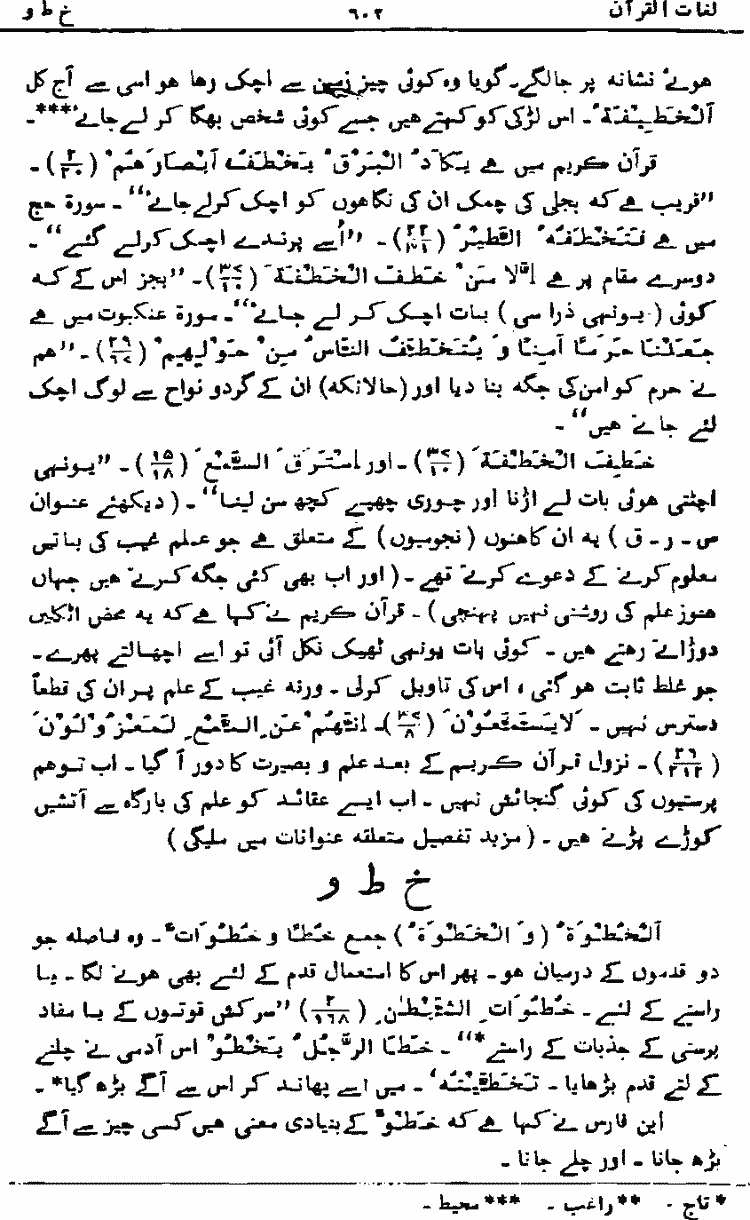 لغات القرآن ٦٠٢ خ ط و
ہوئے نشانہ پر جا لگے۔ گویا وہ کوئی چیز زمین سے اچک رہا ہو اسی سے آج کل
اَلْخَطِیْفَۃُ۔ اس لڑکی کو کہتے ہیں جسے کوئی شخص بھگا کر لے جائے***۔
قرآن کریم میں ہے یَکَادُ الْبَرْقُ یَخْطَفُ اَبْصَارَھُمْ (۲/۲۰)۔
”قریب ہے کہ بجلی کی چمک ان کی نگاہوں کو اچک کر لے جائے“۔ سورۃ حج
میں ہے فَتَخْطَفُہُ الطَّیْرُ (۲۲/۳۱)۔ ”اُسے پرندے اچک کر لے گئے“۔
دوسرے مقام پر ہے اِلَّا مَنْ خَطِفَ الْخَطْفَۃَ (۳۷/۱۰)۔ ”بجز اس کے کہ
کوئی (یونہی ذرا سی) بات اچک کر لے جائے“۔ سورۃ عنکبوت میں ہے
جَعَلْنَا حَرَمًا آمِنًا وَ یُتَخَطَّفُ النَّاسُ مِنْ حَوْلِھِمْ (۲۹/۶۷)۔ ”ہم
نے حرم کو امن کی جگہ بنا دیا اور (حالانکہ) ان کے گردو نواح سے لوگ اچک
لئے جاتے ہیں“۔
خَطِفَ الْخَطْفَۃَ (۳۷/۱۰)۔ اور اِسْتَرَقَ السَّمْعَ (۱۵/۱۸)۔ ”یونہی
اچٹتی ہوئی بات لے اڑنا اور چوری چھپے کچھ سن لینا“۔ (دیکھئے عنوان
س ۔ ر ۔ ق) یہ ان کاہنوں (نجومیوں) کے متعلق ہے جو علم غیب کی باتیں
معلوم کرنے کے دعوے کرتے تھے۔ (اور اب بھی کئی جگہ کرتے ہیں جہاں
ہنوز علم کی روشنی نہیں پہنچی)۔ قرآن کریم نے کہا ہے کہ یہ محض اٹکلیں
دوڑاتے رہتے ہیں۔ کوئی بات یونہی ٹھیک نکل آئی تو اسے اچھالتے پھرے۔
جو غلط ثابت ہو گئی، اس کی تاویل کرلی۔ ورنہ غیب کے علم پر ان کی قطعاً
دسترس نہیں۔ لَایَسَّمَّعُوْنَ (۳۷/۸)۔ اِنَّھُمْ عَنِ السَّمْعِ لَمَعْزُوْلُوْنَ
(۲۶/۲۱۲)۔ نزول قرآن کریم کے بعد علم و بصیرت کا دور آ گیا۔ اب توہم
پرستیوں کی کوئی گنجائش نہیں۔ اب ایسے عقائد کو علم کی بارگاہ سے آتشیں
کوڑے پڑتے ہیں۔ (مزید تفصیل متعلقہ عنوانات میں ملیگی)
خ ط و
اَلْخُطْوَۃُ (وَ الْخَطْوَۃُ) جمع خُطًا و خُطُوَات*۔ وہ فاصلہ جو
دو قدموں کے درمیان ہو۔ پھر اس کا استعمال قدم کے لئے بھی ہونے لگا۔ یا
راستے کے لئے۔ خُطُوَاتِ الشَّیْطٰنِ (۲/۱۶۸) ”سرکش قوتوں کے یا مفاد
پرستی کے جذبات کے راستے*“۔ خَطَا الرَّجُلُ یَخْطُوْ اس آدمی نے چلنے
کے لئے قدم بڑھایا۔ تَخَطَّیْتُہُ۔ میں اسے پھاند کر اس سے آگے بڑھ گیا*۔
ابن فارس نے کہا ہے کہ خَطْوٌ کے بنیادی معنی ہیں کسی چیز سے آگے
بڑھ جانا۔ اور چلے جانا۔
*تاج۔ **راغب۔ ***محیط۔